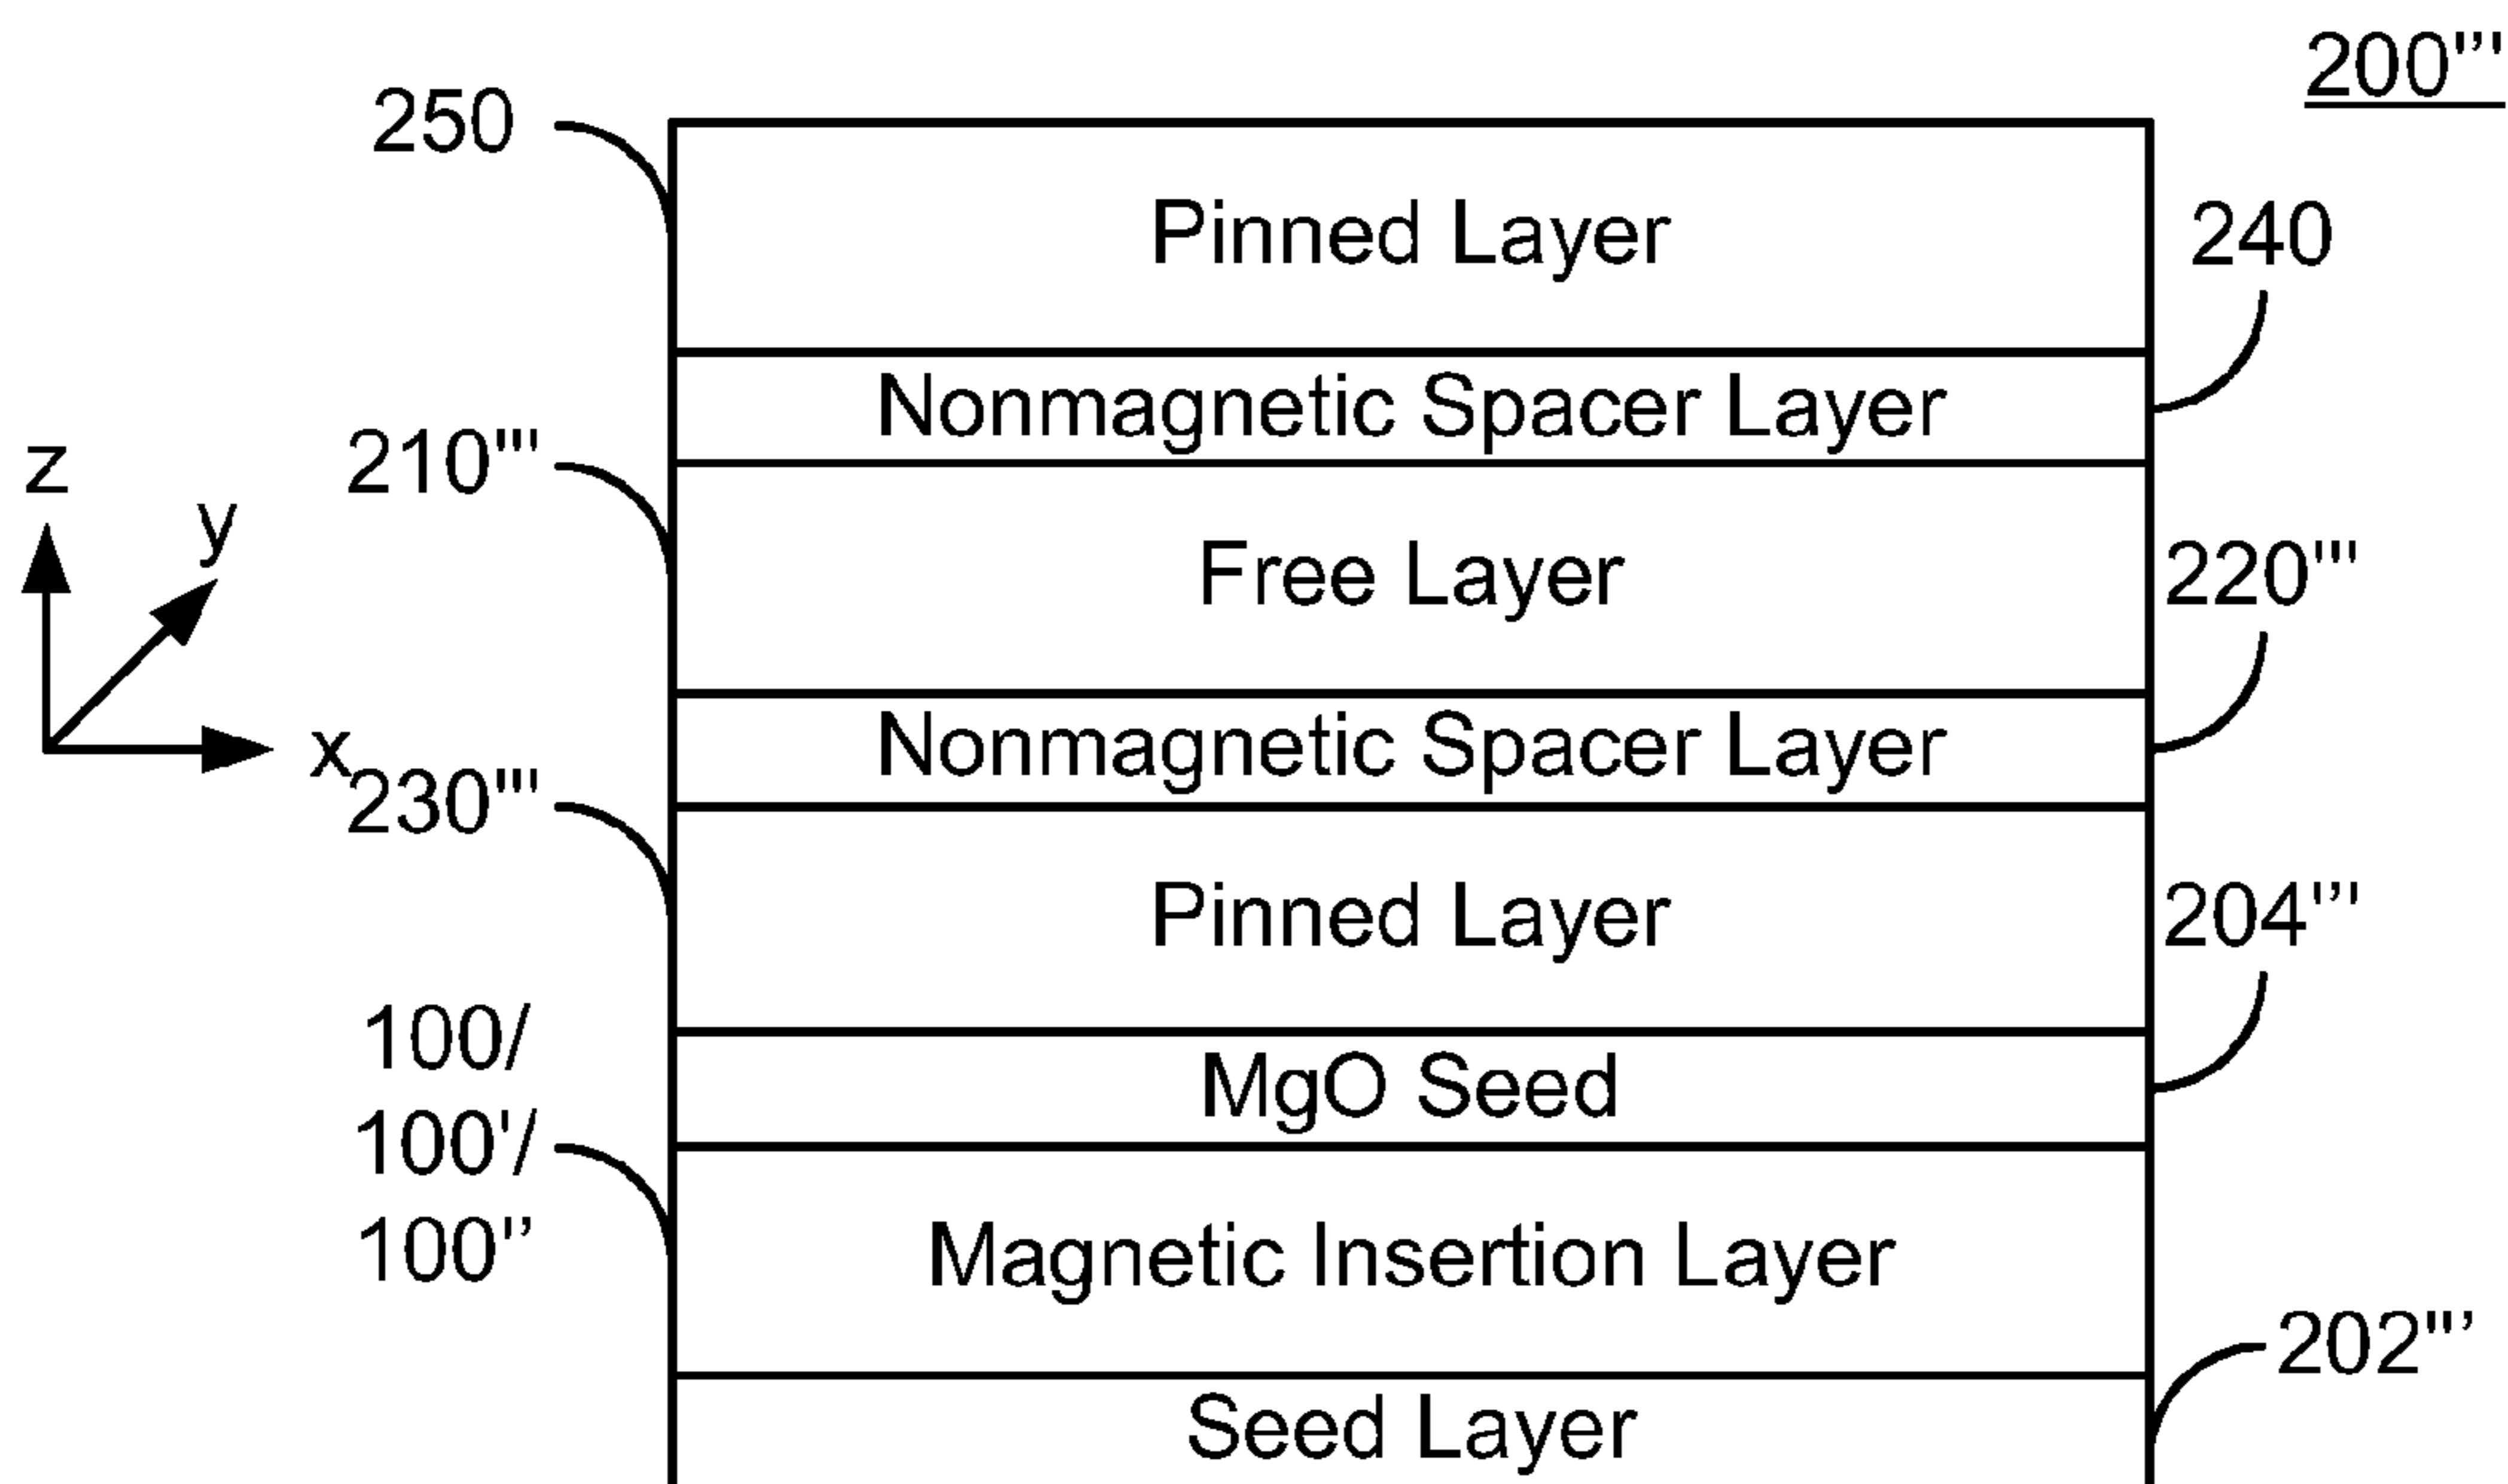 200"'
250
Pinned Layer
240
Nonmagnetic Spacer Layer
210"'
z
y
Free Layer
220"'
Nonmagnetic Spacer Layer
x
230"'
Pinned Layer
204"'
100/
MgO Seed
100'/
100"
Magnetic Insertion Layer
202"'
Seed Layer